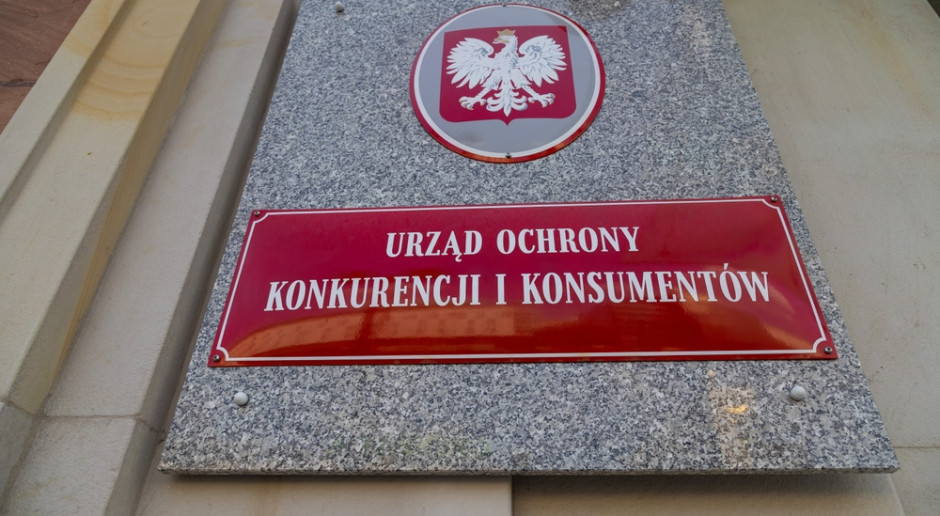 URZĄD OCHRONY
KONKURENCJI I KONSUMENTÓW